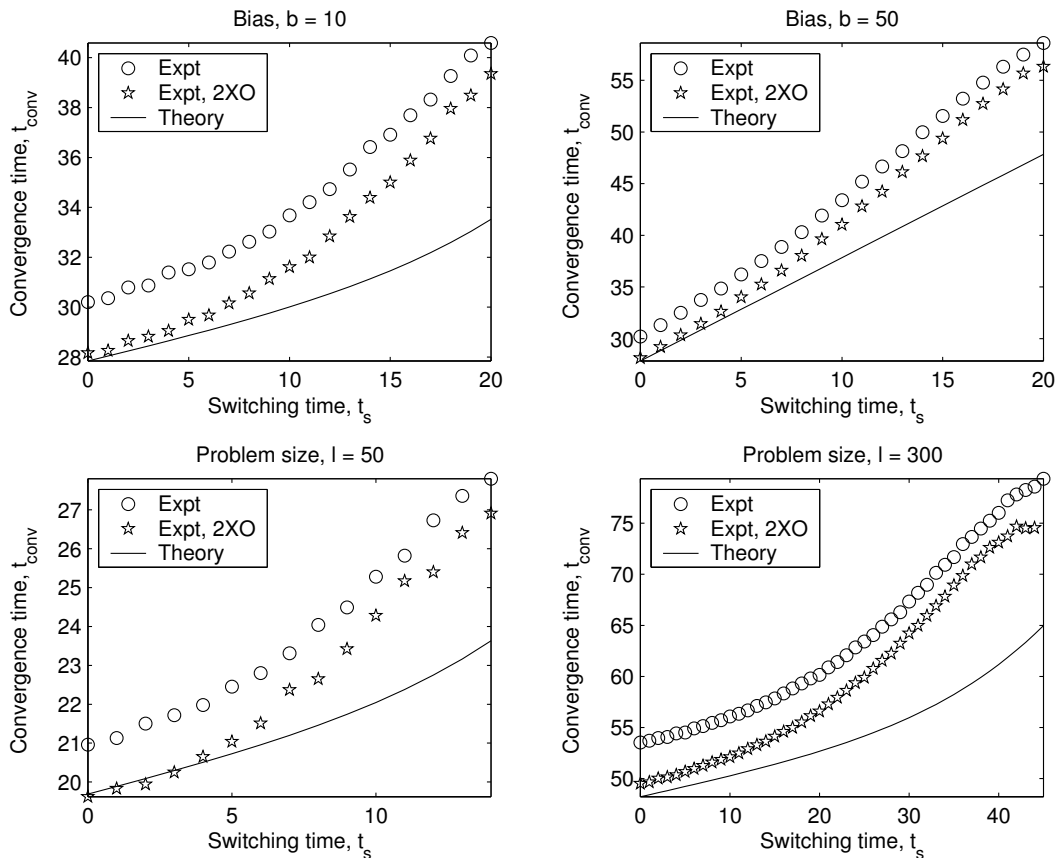 Bias, b = 10
40
38
36
34
32
30
28
Convergence time, t_conv
Expt
Expt, 2XO
Theory
0
5
10
15
20
Switching time, t_s
Bias, b = 50
55
50
45
40
35
30
Convergence time, t_conv
Expt
Expt, 2XO
Theory
0
5
10
15
20
Switching time, t_s
Problem size, l = 50
27
26
25
24
23
22
21
20
Convergence time, t_conv
Expt
Expt, 2XO
Theory
0
5
10
Switching time, t_s
Problem size, l = 300
75
70
65
60
55
50
Convergence time, t_conv
Expt
Expt, 2XO
Theory
0
10
20
30
40
Switching time, t_s